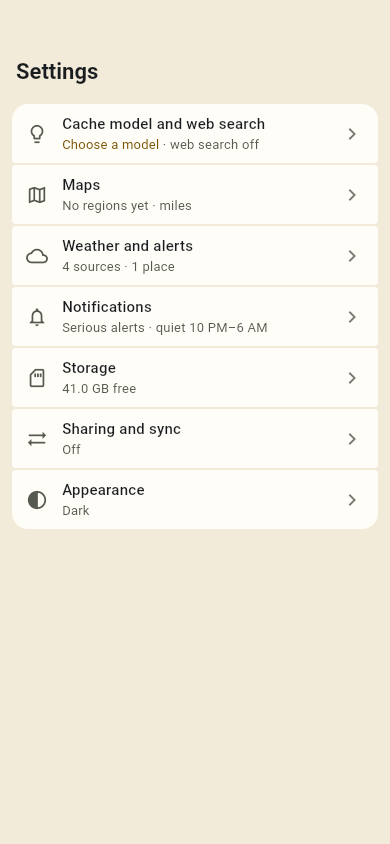 Settings
Cache model and web search
Choose a model · web search off
Maps
No regions yet · miles
Weather and alerts
4 sources · 1 place
Notifications
Serious alerts · quiet 10 PM–6 AM
Storage
41.0 GB free
Sharing and sync
Off
Appearance
Dark